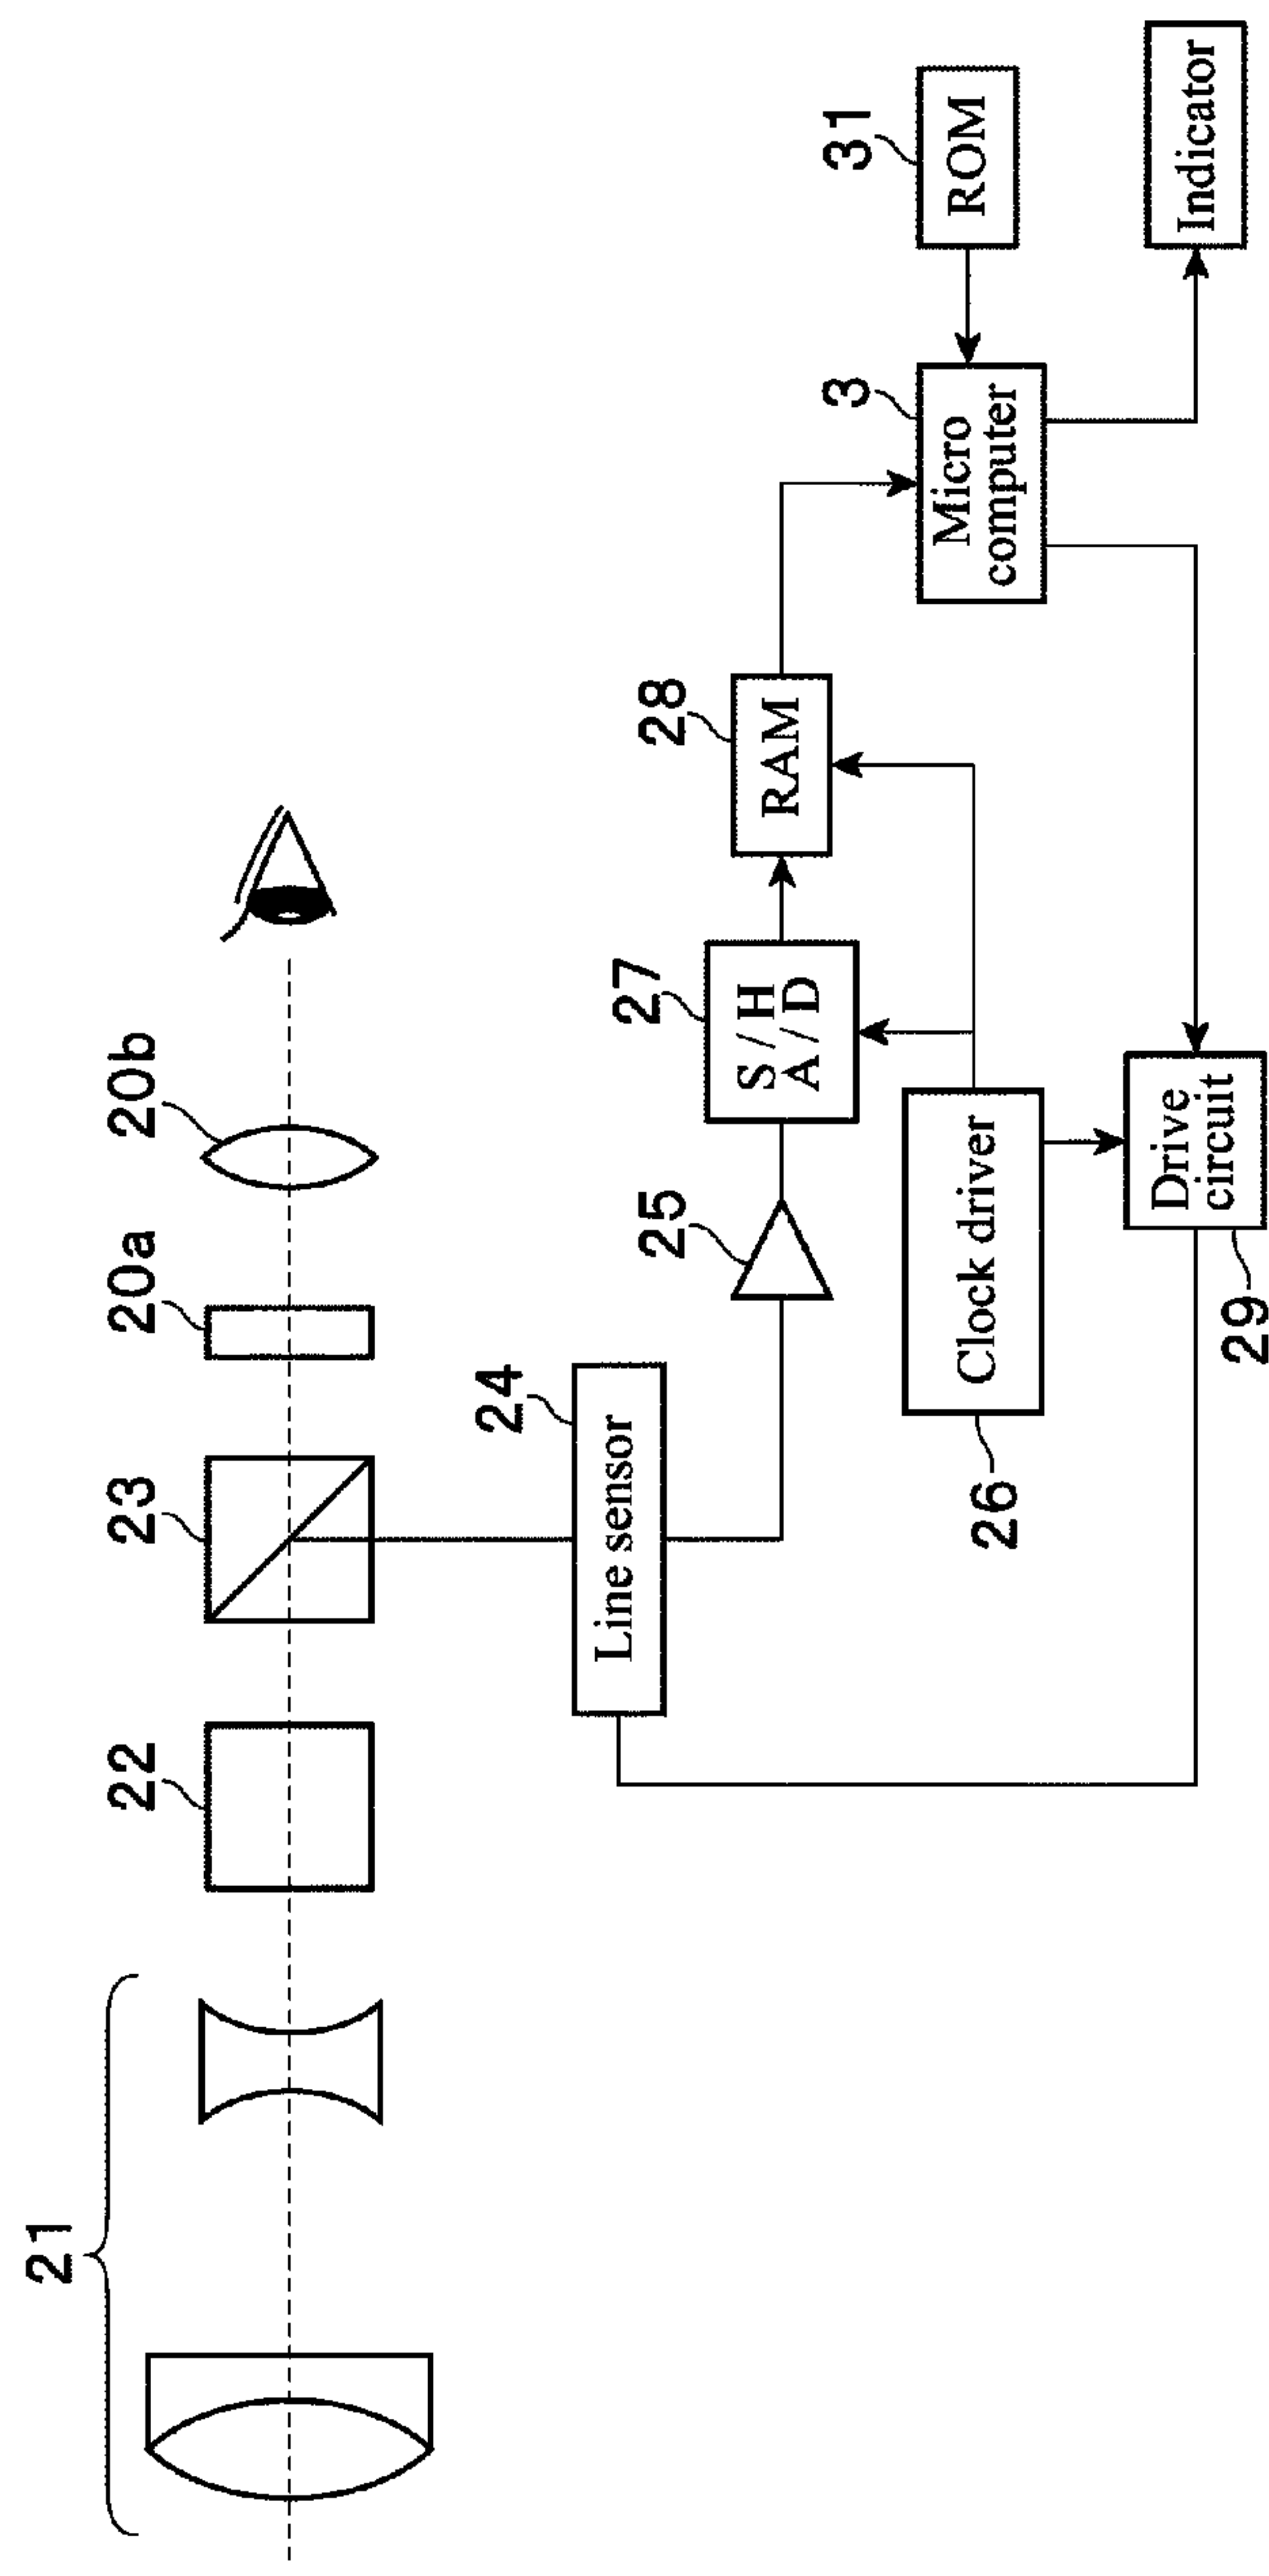 21
22
23
20a
20b
24
Line sensor
25
27
S/H
A/D
28
RAM
3
Micro
computer
31
ROM
26
Clock driver
29
Drive
circuit
Indicator